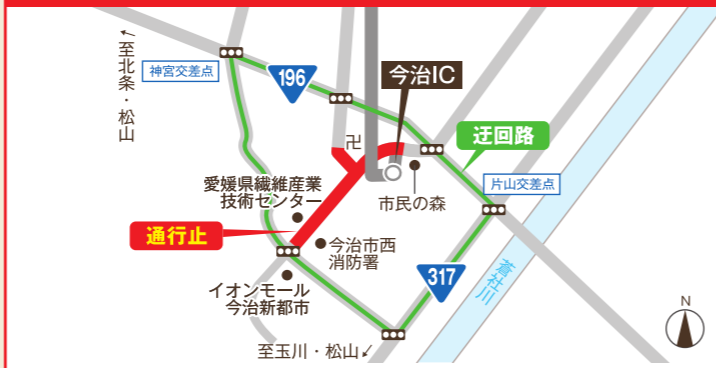 ↑至北条・松山
神宮交差点
196
今治IC
卍
迂回路
愛媛県繊維産業
技術センター
市民の森
片山交差点
通行止
今治市西
消防署
蒼社川
317
イオンモール
今治新都市
N
至玉川・松山↙